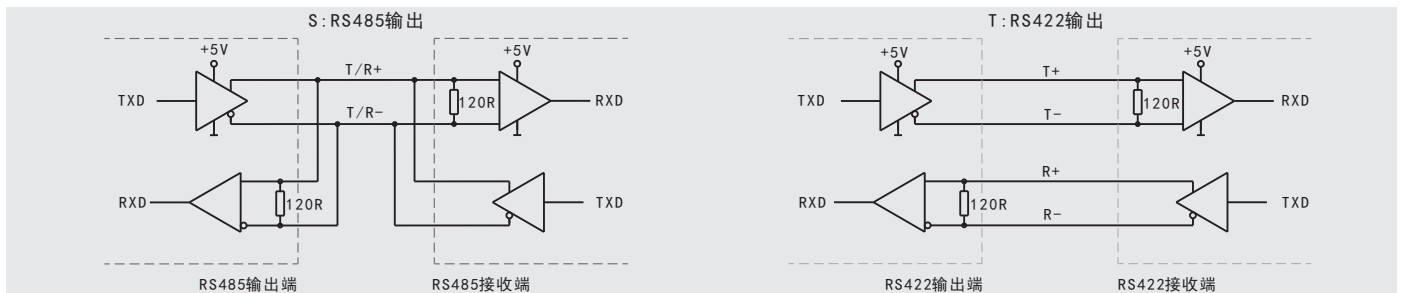 S:RS485输出
+5V
+5V
TXD
T/R+
120R
RXD
T/R-
RXD
120R
TXD
RS485输出端
RS485接收端
T:RS422输出
+5V
+5V
TXD
T+
120R
RXD
T-
RXD
120R
R+
TXD
R-
RS422输出端
RS422接收端